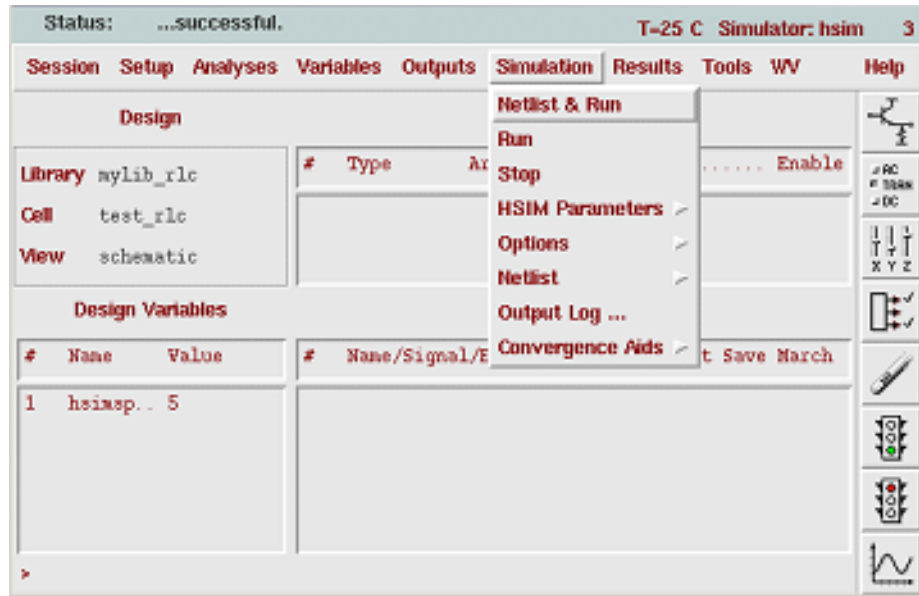 Status: ...successful. T=25 C Simulator: hsim 3
Session Setup Analyses Variables Outputs Simulation Results Tools WV Help
Design
Netlist & Run
Run
Stop
HSIM Parameters
Options
Netlist
Output Log ...
Convergence Aids
Library mylib_rlc
Cell test_rlc
View schematic
# Type Ar ...... Enable
Design Variables
# Name Value
# Name/Signal/E t Save March
1 hsimsp.. 5
>
AC
TRAN
DC
X Y Z